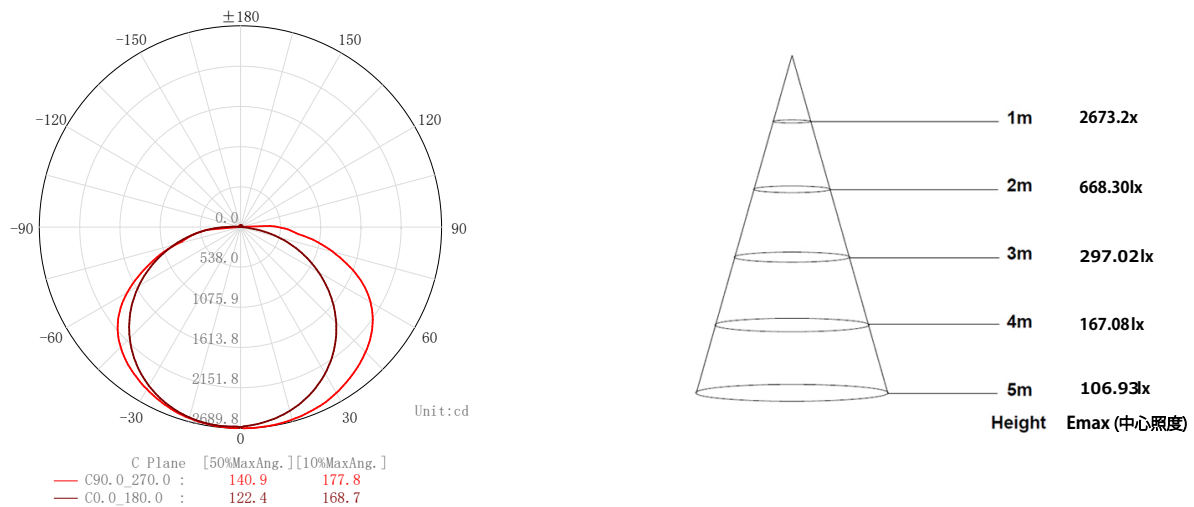 ±180
-150 150
-120 120
-90 90
-60 60
-30 30
0
0.0
538.0
1075.9
1613.8
2151.8
2689.8
Unit:cd
C Plane [50%MaxAng.][10%MaxAng.]
C90.0_270.0 : 140.9 177.8
C0.0_180.0 : 122.4 168.7
1m 2673.2x
2m 668.30lx
3m 297.02lx
4m 167.08lx
5m 106.93lx
Height Emax (中心照度)